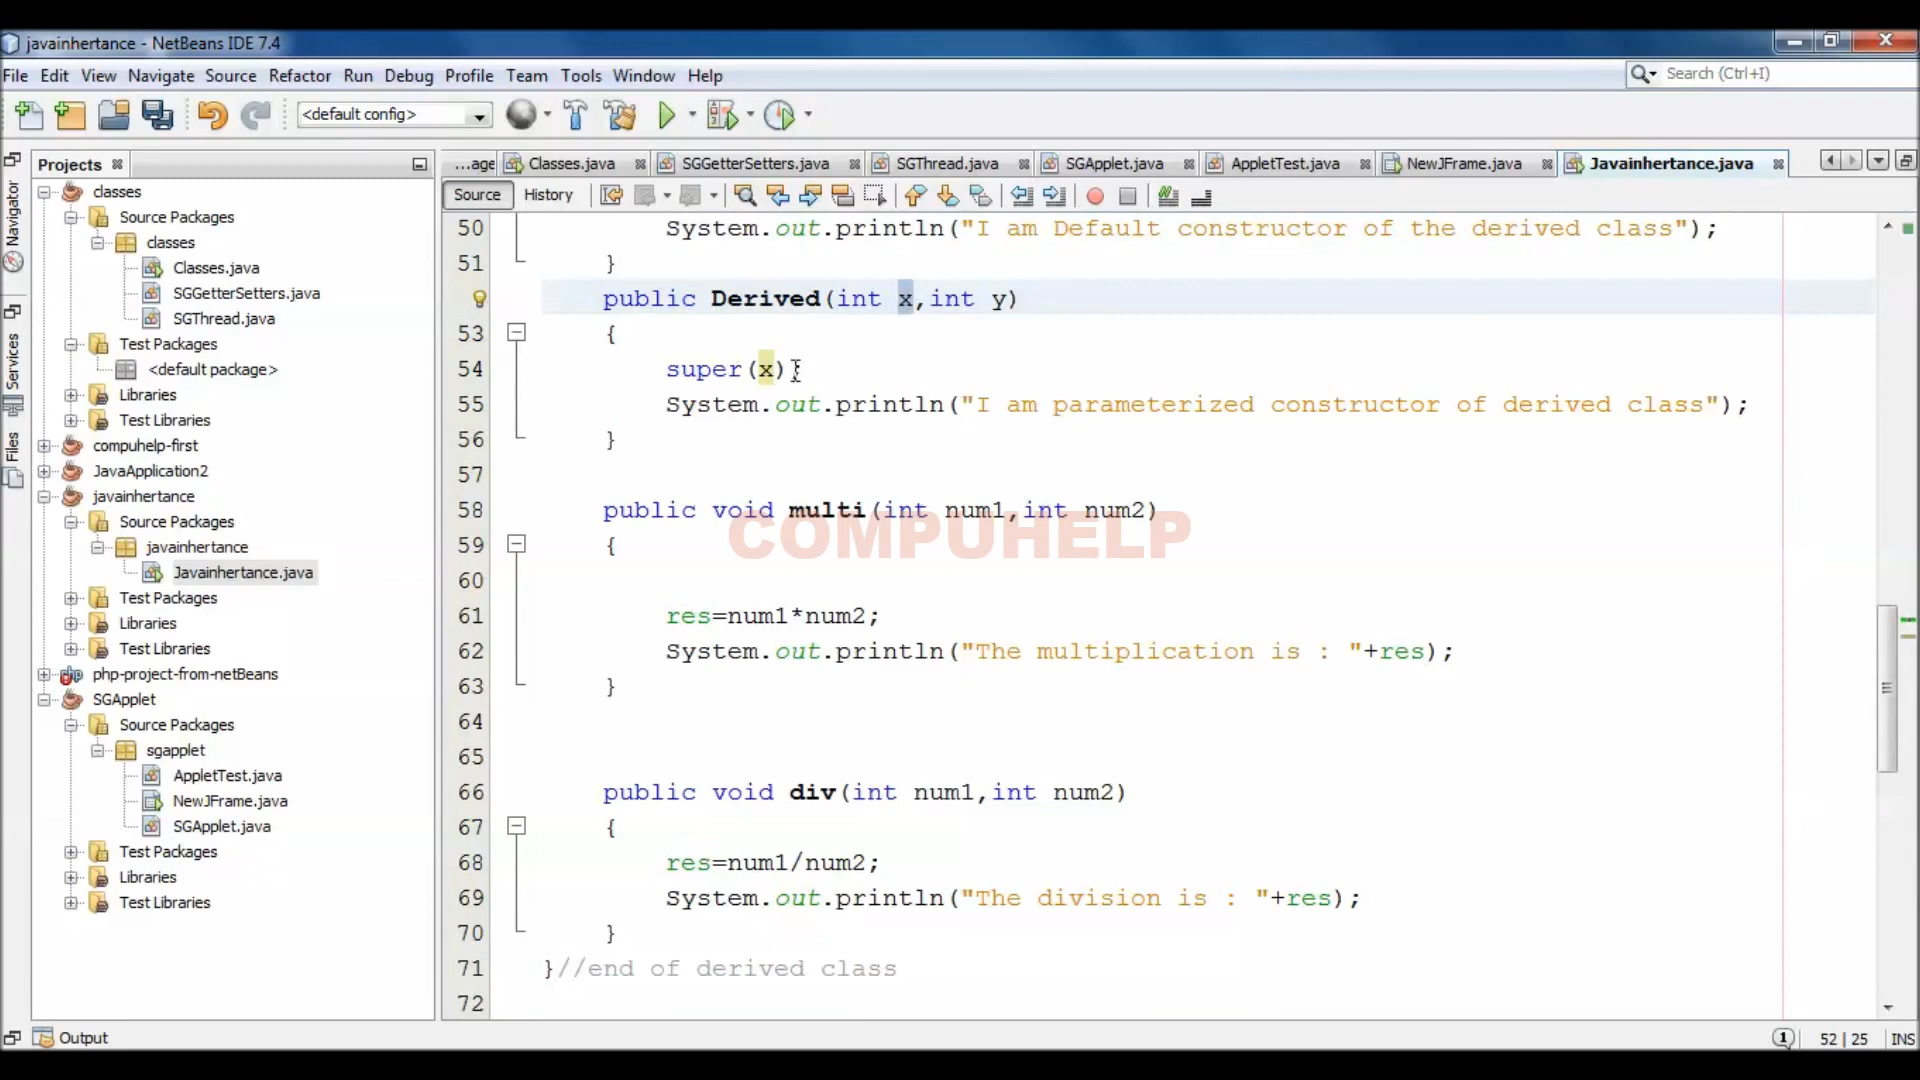 javainhertance - NetBeans IDE 7.4
File Edit View Navigate Source Refactor Run Debug Profile Team Tools Window Help
Search (Ctrl+I)
<default config>
Navigator
Services
Files
Projects
classes
Source Packages
classes
Classes.java
SGGetterSetters.java
SGThread.java
Test Packages
<default package>
Libraries
Test Libraries
compuhelp-first
JavaApplication2
javainhertance
Source Packages
javainhertance
Javainhertance.java
Test Packages
Libraries
Test Libraries
php-project-from-netBeans
SGApplet
Source Packages
sgapplet
AppletTest.java
NewJFrame.java
SGApplet.java
Test Packages
Libraries
Test Libraries
...age Classes.java SGGetterSetters.java SGThread.java SGApplet.java AppletTest.java NewJFrame.java Javainhertance.java
Source History
50 System.out.println("I am Default constructor of the derived class");
51 }
public Derived(int x,int y)
53 {
54 super(x)
55 System.out.println("I am parameterized constructor of derived class");
56 }
57
58 public void multi(int num1,int num2)
COMPUHELP
59 {
60
61 res=num1*num2;
62 System.out.println("The multiplication is : "+res);
63 }
64
65
66 public void div(int num1,int num2)
67 {
68 res=num1/num2;
69 System.out.println("The division is : "+res);
70 }
71 }//end of derived class
72
Output
1 52 | 25 INS